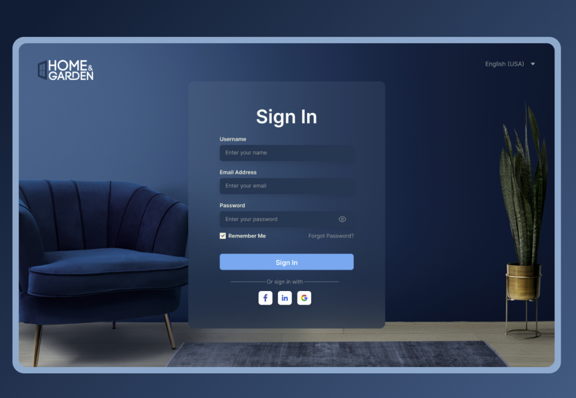 HOME&
GARDEN
English (USA)
Sign In
Username
Enter your name
Email Address
Enter your email
Password
Enter your password
Remember Me
Forgot Password?
Sign In
Or sign in with